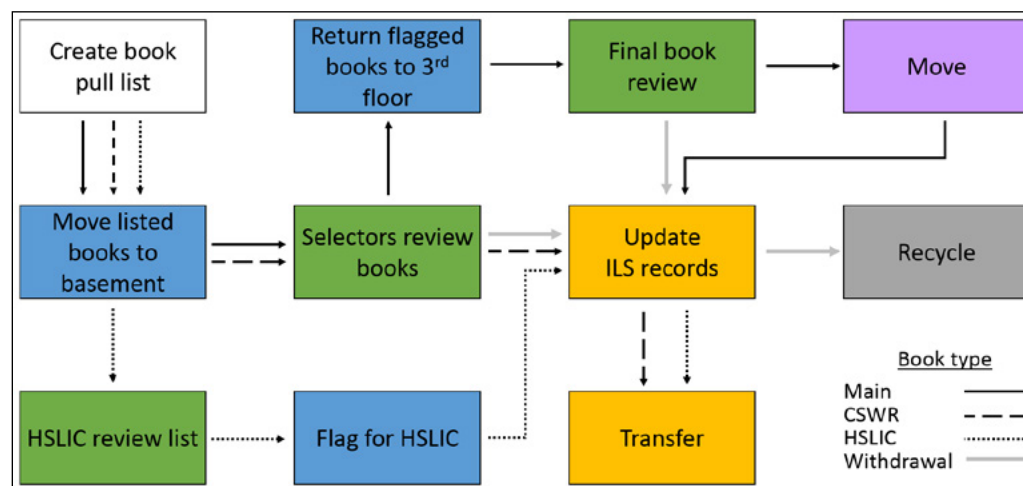 Create book
pull list
Return flagged
books to 3rd
floor
Final book
review
Move
Move listed
books to
basement
Selectors review
books
Update
ILS records
Recycle
HSLIC review list
Flag for HSLIC
Transfer
Book type
Main
CSWR
HSLIC
Withdrawal